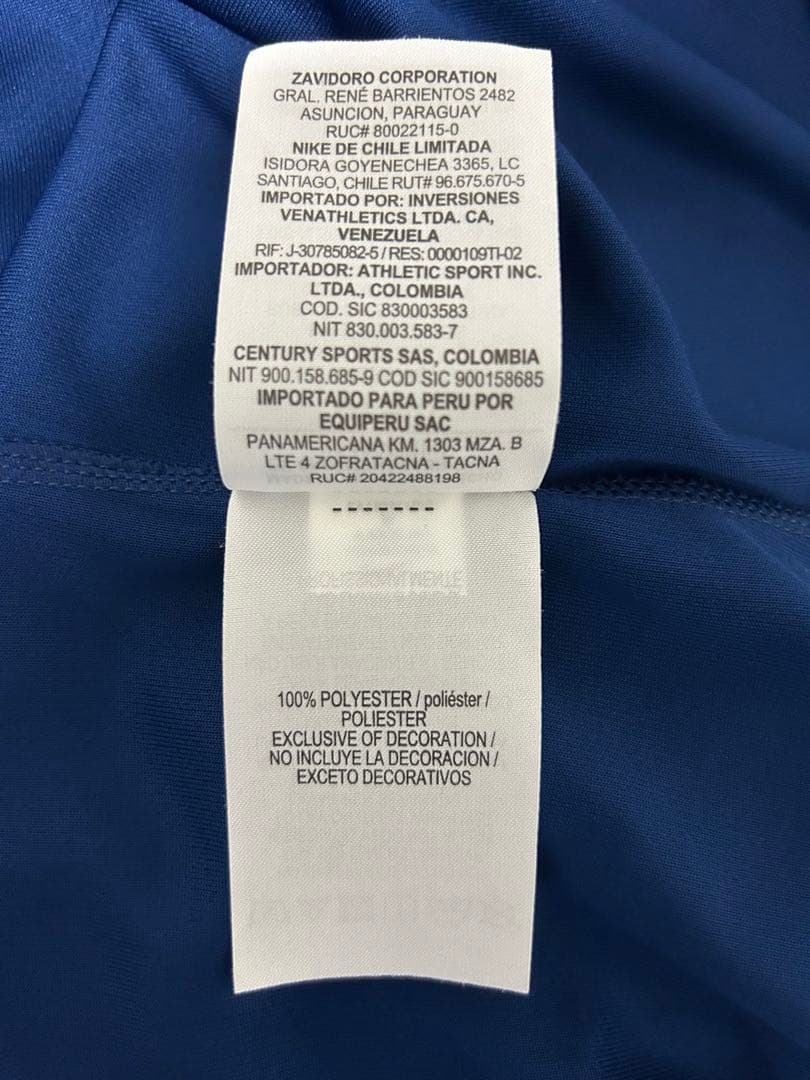 ZAVIDORO CORPORATION
GRAL. RENÉ BARRIENTOS 2482
ASUNCION, PARAGUAY
RUC# 80022115-0
NIKE DE CHILE LIMITADA
ISIDORA GOYENECHEA 3365, LC
SANTIAGO, CHILE RUT# 96.675.670-5
IMPORTADO POR: INVERSIONES
VENATHLETICS LTDA. CA,
VENEZUELA
RIF: J-30785082-5 / RES: 0000109TI-02
IMPORTADOR: ATHLETIC SPORT INC.
LTDA., COLOMBIA
COD. SIC 830003583
NIT 830.003.583-7
CENTURY SPORTS SAS, COLOMBIA
NIT 900.158.685-9 COD SIC 900158685
IMPORTADO PARA PERU POR
EQUIPERU SAC
PANAMERICANA KM. 1303 MZA. B
LTE 4 ZOFRATACNA - TACNA
RUC# 20422488198
-------
PROFISSIONALMENTE
100% POLYESTER / poliéster /
POLIESTER
EXCLUSIVE OF DECORATION /
NO INCLUYE LA DECORACION /
EXCETO DECORATIVOS